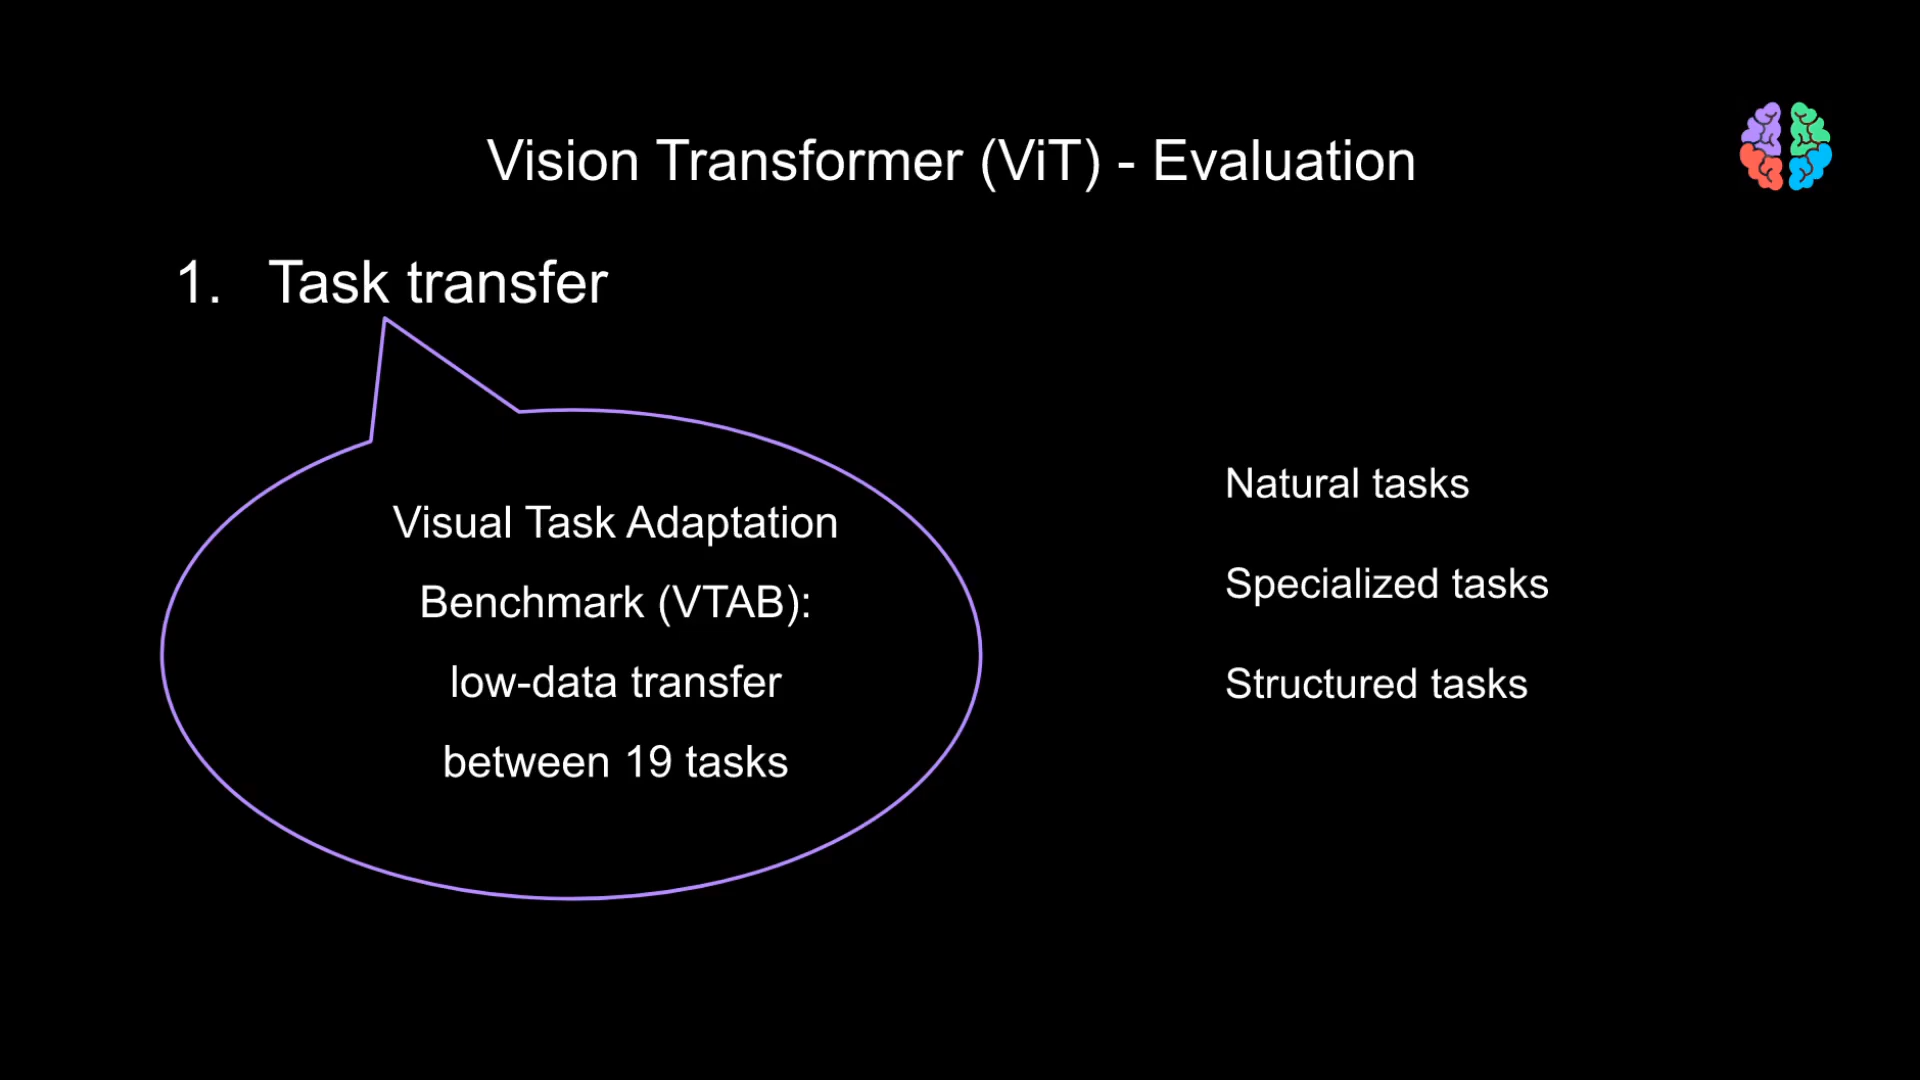 Vision Transformer (ViT) - Evaluation
1. Task transfer
Visual Task Adaptation
Benchmark (VTAB):
low-data transfer
between 19 tasks
Natural tasks
Specialized tasks
Structured tasks